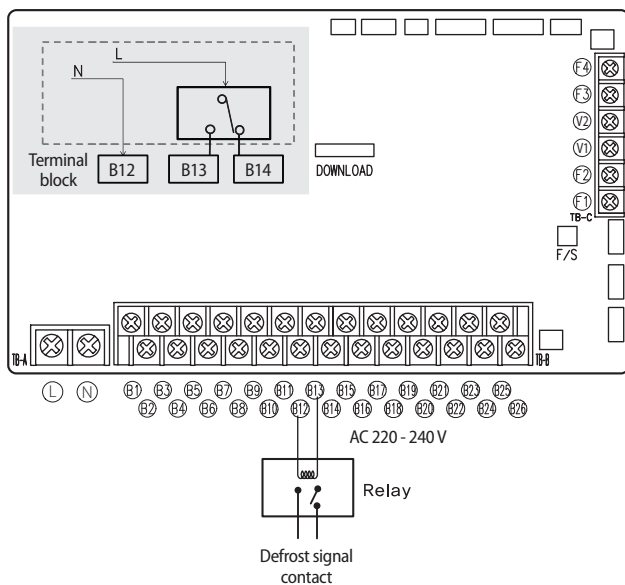 L
N
Terminal
block
B12
B13
B14
DOWNLOAD
F4
F3
V2
V1
F2
F1
TB-C
F/S
TB-A
TB-B
L
N
B1
B3
B5
B7
B9
B11
B13
B15
B17
B19
B21
B23
B25
B2
B4
B6
B8
B10
B12
B14
B16
B18
B20
B22
B24
B26
AC 220 - 240 V
Relay
Defrost signal
contact